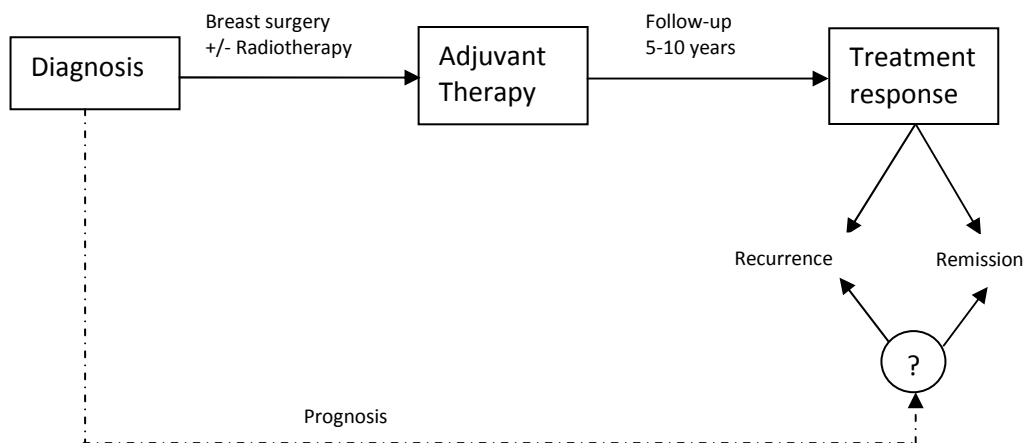 Breast surgery
+/- Radiotherapy
Follow-up
5-10 years
Diagnosis
Adjuvant
Therapy
Treatment
response
Recurrence
Remission
?
Prognosis